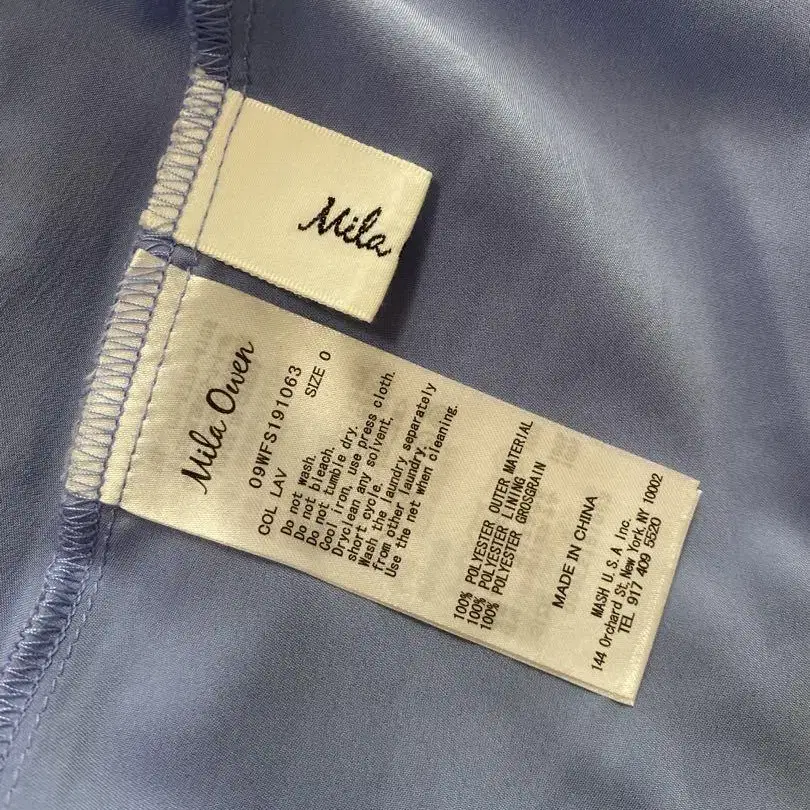 Mila
Mila Owen
09WFS191063
COL LAV SIZE 0
Do not wash.
Do not bleach.
Do not tumble dry.
Cool iron, use press cloth.
Dryclean any solvent,
short cycle.
Wash the laundry separately
from other laundry.
Use the net when cleaning.
100% POLYESTER OUTER MATERIAL
100% POLYESTER LINING
100% POLYESTER GROSGRAIN
MADE IN CHINA
MASH U.S.A Inc.
144 Orchard St, New York, NY 10002
TEL 917 409 5520